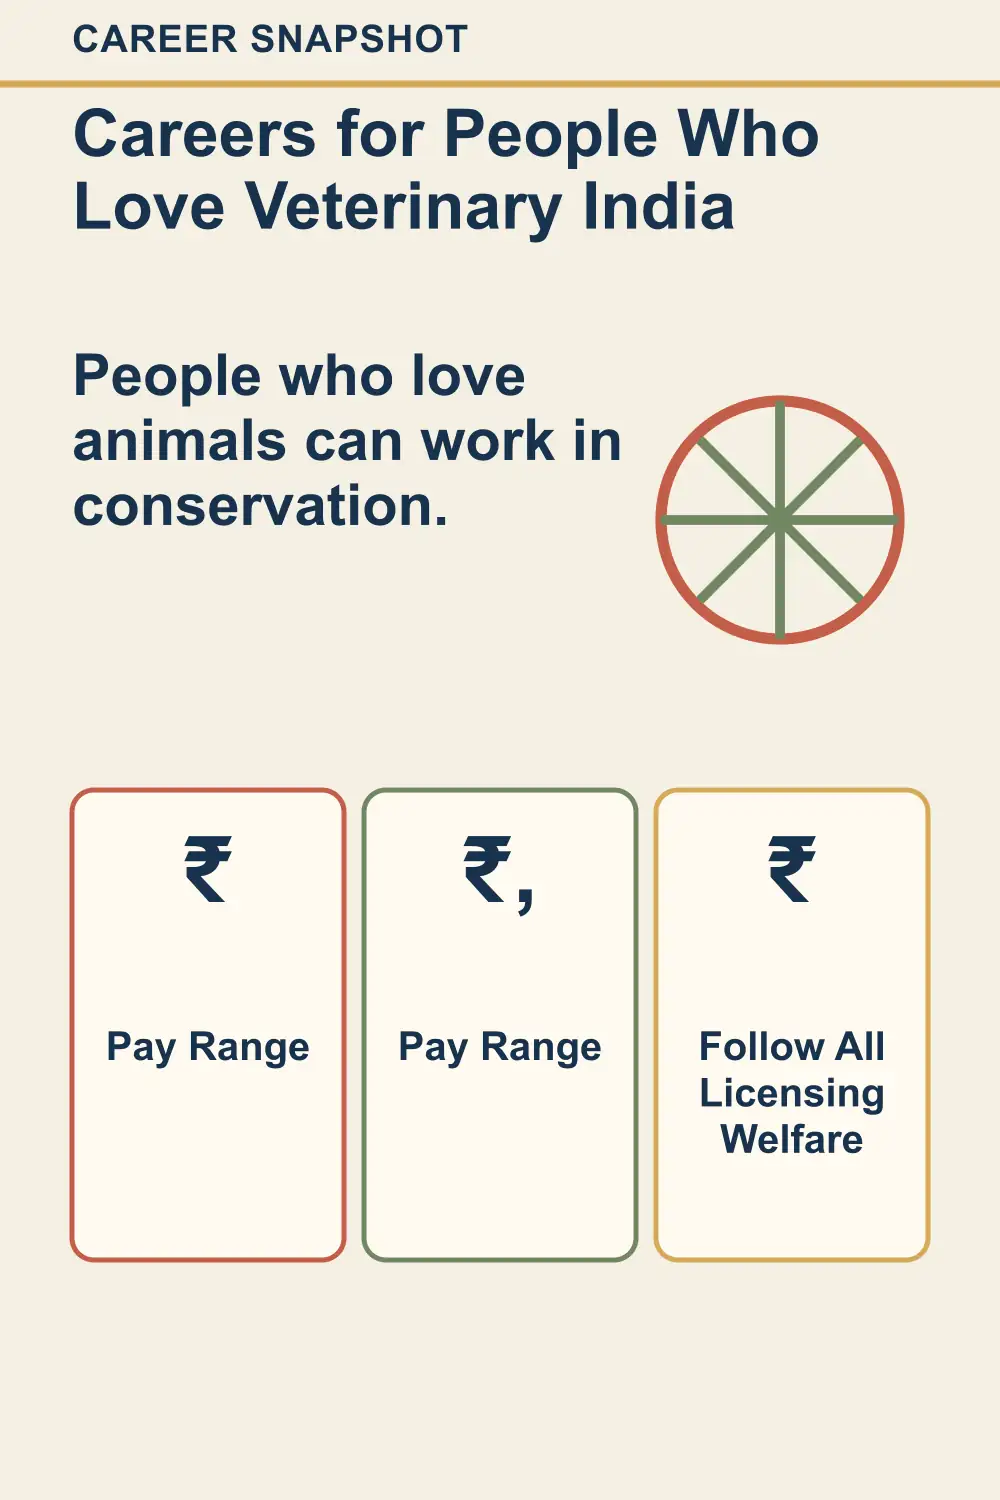 CAREER SNAPSHOT
Careers for People Who
Love Veterinary India
People who love
animals can work in
conservation.
₹
Pay Range
₹,
Pay Range
₹
Follow All
Licensing
Welfare